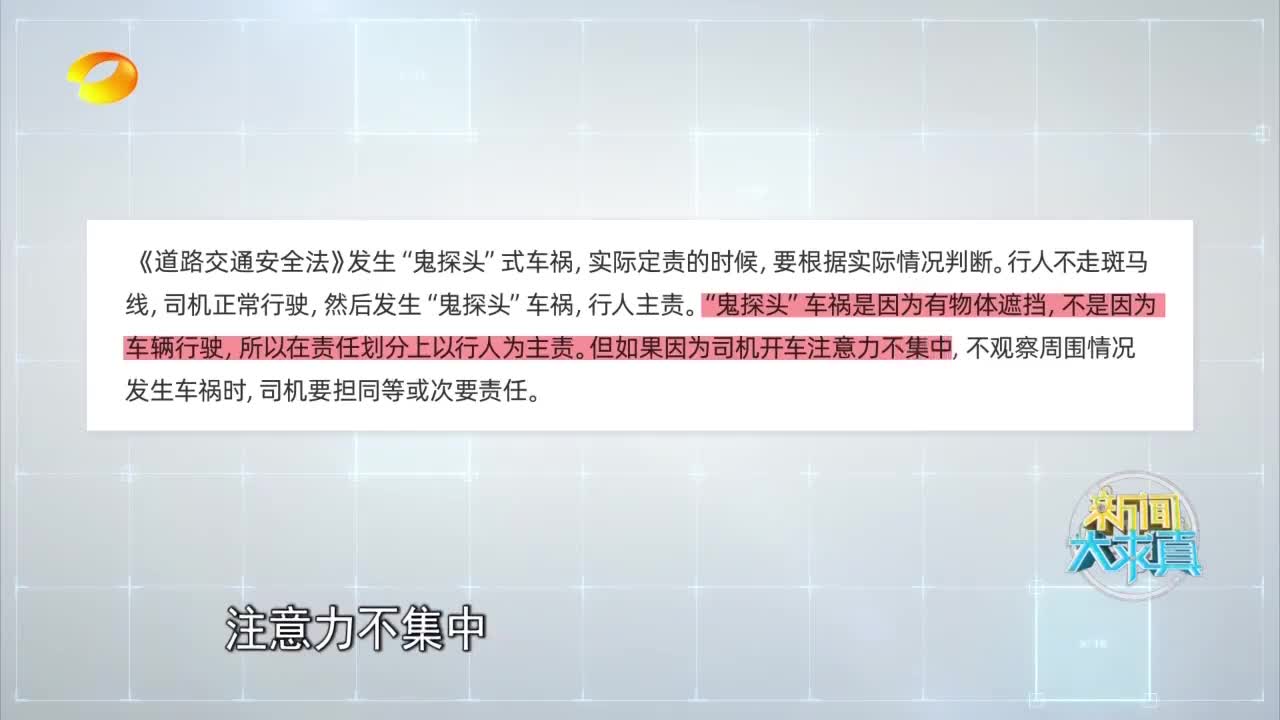 《道路交通安全法》发生“鬼探头”式车祸,实际定责的时候,要根据实际情况判断。行人不走斑马
线,司机正常行驶,然后发生“鬼探头”车祸,行人主责。“鬼探头”车祸是因为有物体遮挡,不是因为
车辆行驶,所以在责任划分上以行人为主责。但如果因为司机开车注意力不集中,不观察周围情况
发生车祸时,司机要担同等或次要责任。
新闻
大求真
注意力不集中